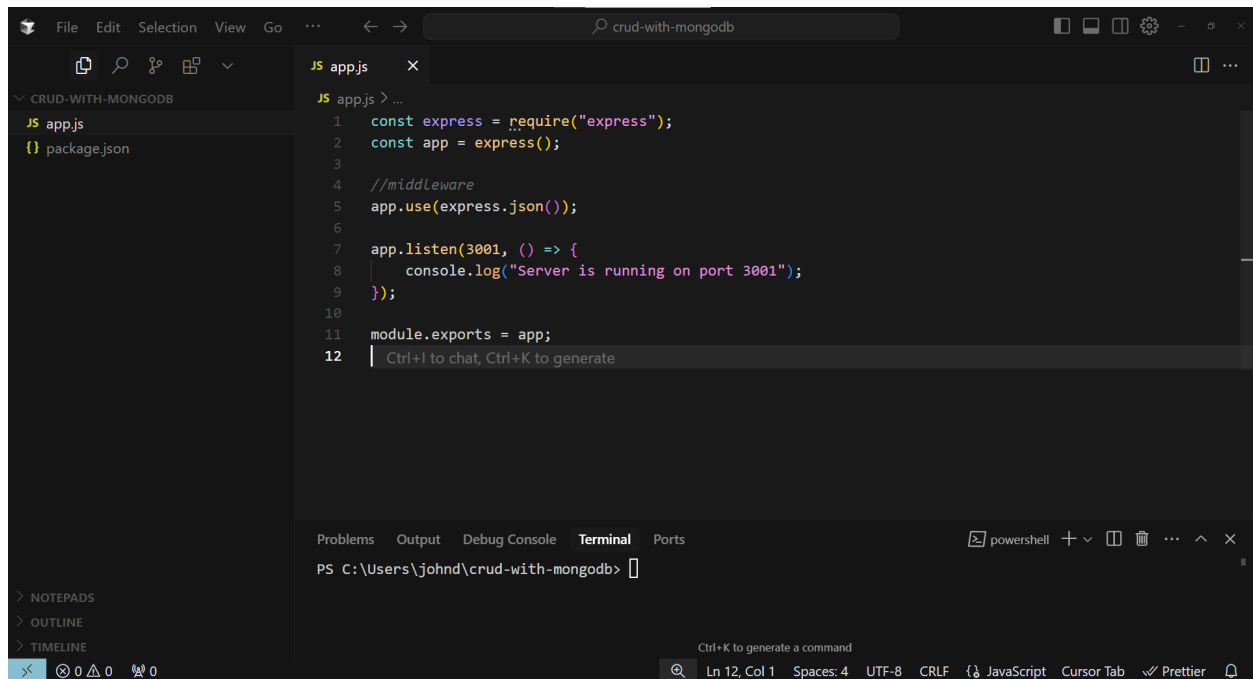 File Edit Selection View Go ... crud-with-mongodb
JS app.js
CRUD-WITH-MONGODB
JS app.js
{} package.json
JS app.js > ...
1 const express = require("express");
2 const app = express();
3
4 //middleware
5 app.use(express.json());
6
7 app.listen(3001, () => {
8 console.log("Server is running on port 3001");
9 });
10
11 module.exports = app;
12 Ctrl+I to chat, Ctrl+K to generate
Problems Output Debug Console Terminal Ports powershell
PS C:\Users\johnd\crud-with-mongodb>
NOTEPADS
OUTLINE
TIMELINE
Ctrl+K to generate a command
0 0 0 Ln 12, Col 1 Spaces: 4 UTF-8 CRLF {} JavaScript Cursor Tab Prettier